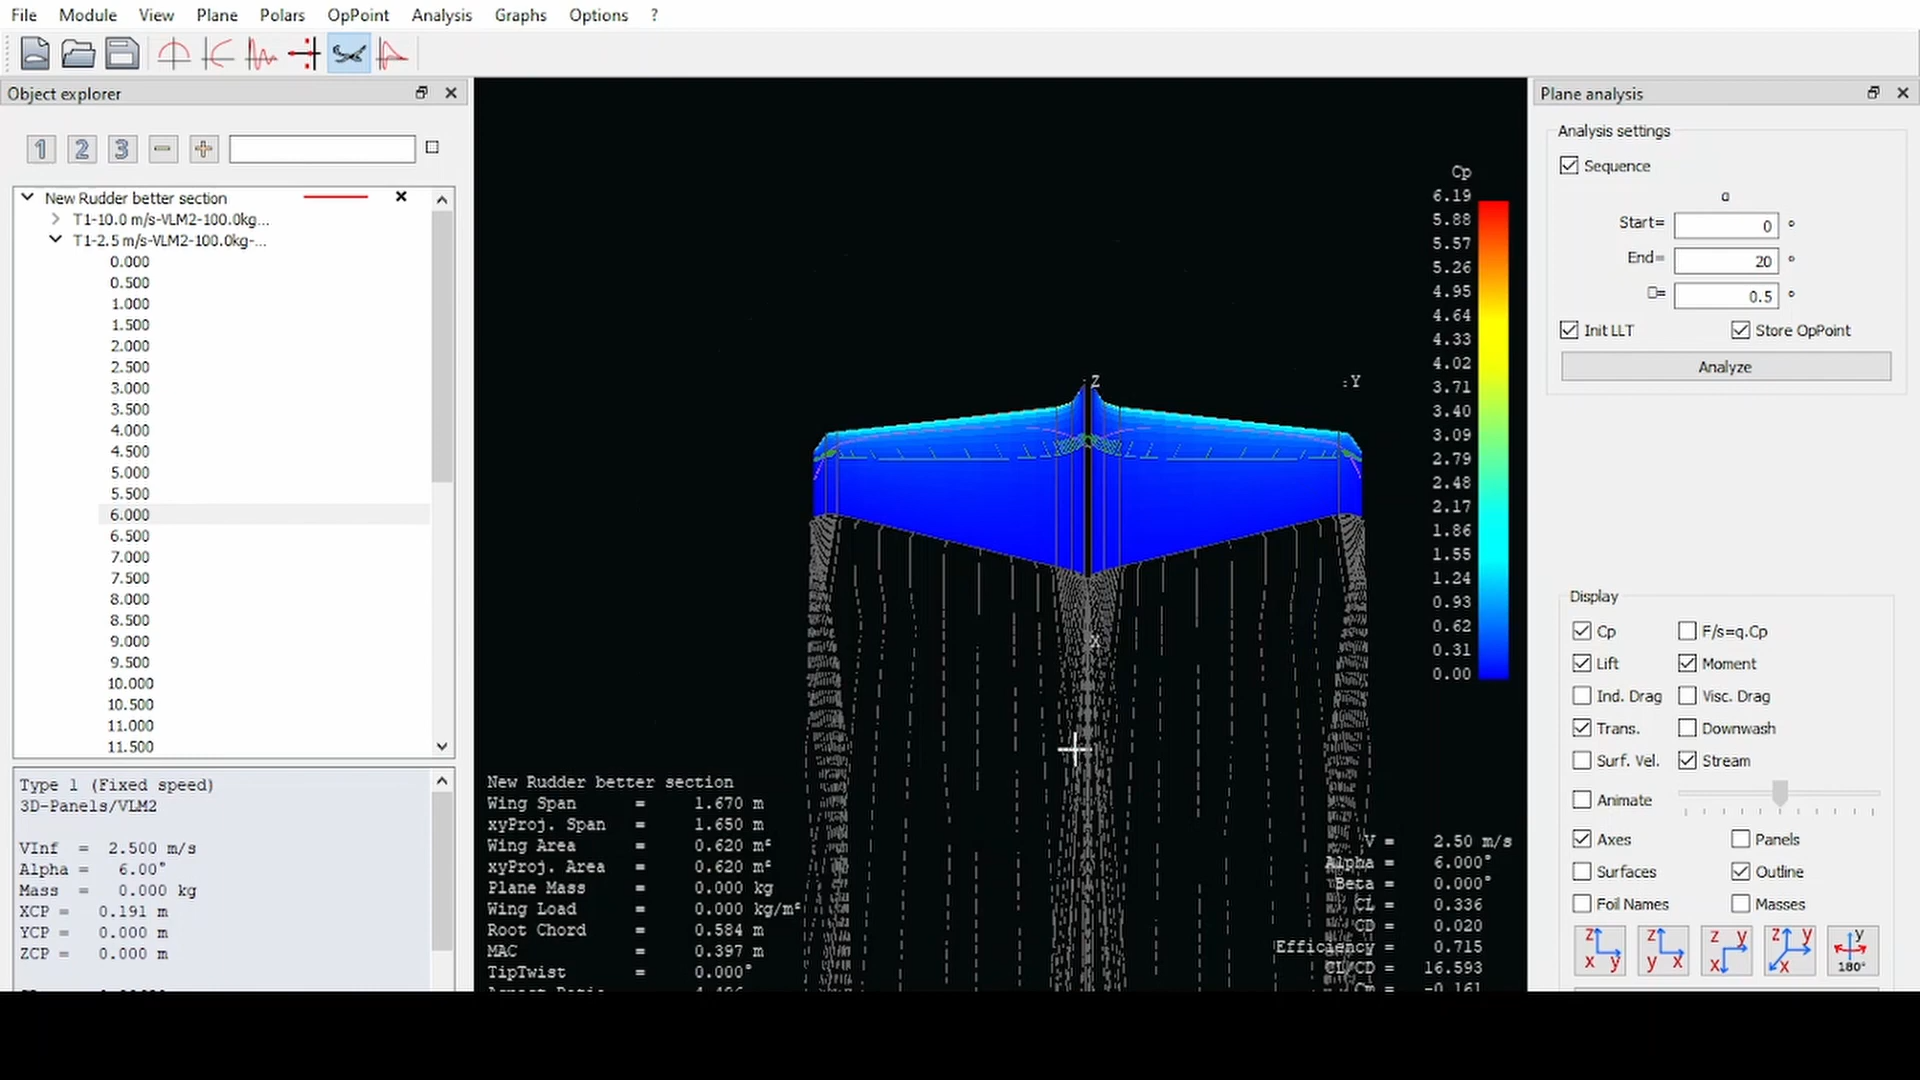 File Module View Plane Polars OpPoint Analysis Graphs Options ?
Object explorer
1 2 3 - +
New Rudder better section
T1-10.0 m/s-VLM2-100.0kg...
T1-2.5 m/s-VLM2-100.0kg-...
0.000
0.500
1.000
1.500
2.000
2.500
3.000
3.500
4.000
4.500
5.000
5.500
6.000
6.500
7.000
7.500
8.000
8.500
9.000
9.500
10.000
10.500
11.000
11.500
Type 1 (Fixed speed)
3D-Panels/VLM2
VInf = 2.500 m/s
Alpha = 6.00°
Mass = 0.000 kg
XCP = 0.191 m
YCP = 0.000 m
ZCP = 0.000 m
Cp
6.19
5.88
5.57
5.26
4.95
4.64
4.33
4.02
3.71
3.40
3.09
2.79
2.48
2.17
1.86
1.55
1.24
0.93
0.62
0.31
0.00
Z
Y
X
New Rudder better section
Wing Span = 1.670 m
xyProj. Span = 1.650 m
Wing Area = 0.620 m²
xyProj. Area = 0.620 m²
Plane Mass = 0.000 kg
Wing Load = 0.000 kg/m²
Root Chord = 0.584 m
MAC = 0.397 m
TipTwist = 0.000°
V = 2.50 m/s
Alpha = 6.000°
Beta = 0.000°
CL = 0.336
CD = 0.020
Efficiency = 0.715
CL/CD = 16.593
Cm = -0.161
Plane analysis
Analysis settings
Sequence
α
Start= 0 °
End= 20 °
□= 0.5 °
Init LLT Store OpPoint
Analyze
Display
Cp F/s=q.Cp
Lift Moment
Ind. Drag Visc. Drag
Trans. Downwash
Surf. Vel. Stream
Animate
Axes Panels
Surfaces Outline
Foil Names Masses
z x y z y x z y x z y x y 180°